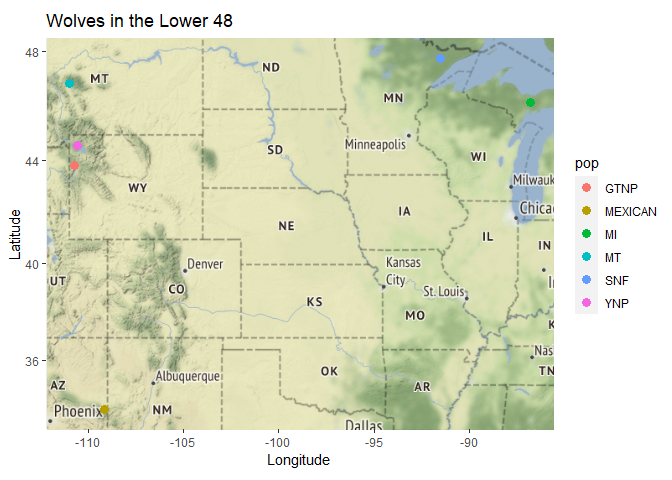 Wolves in the Lower 48
48
44
40
36
Latitude
MT
ND
MN
Minneapolis
SD
WI
WY
Milwauk
Chicag
NE
IA
IL
IN
Denver
Kansas
City
UT
CO
KS
St. Louis
MO
K
Nas
Albuquerque
OK
TN
AZ
AR
Phoenix
NM
Dallas
-110
-105
-100
-95
-90
Longitude
pop
GTNP
MEXICAN
MI
MT
SNF
YNP